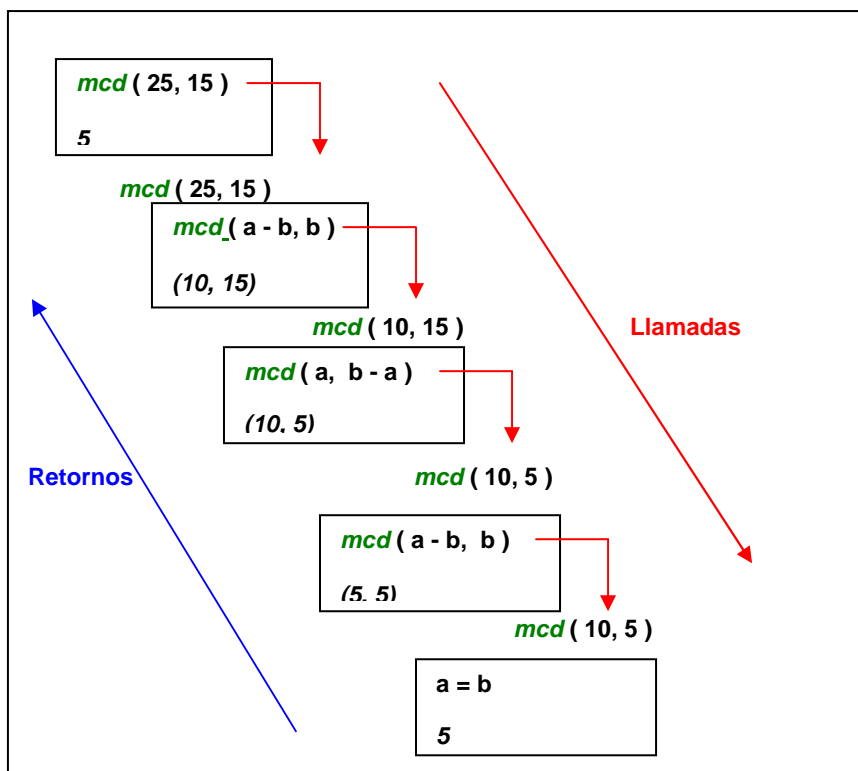 mcd ( 25, 15 )
5
mcd ( 25, 15 )
mcd ( a - b, b )
(10, 15)
mcd ( 10, 15 )
Llamadas
mcd ( a, b - a )
(10, 5)
Retornos
mcd ( 10, 5 )
mcd ( a - b, b )
(5, 5)
mcd ( 10, 5 )
a = b
5